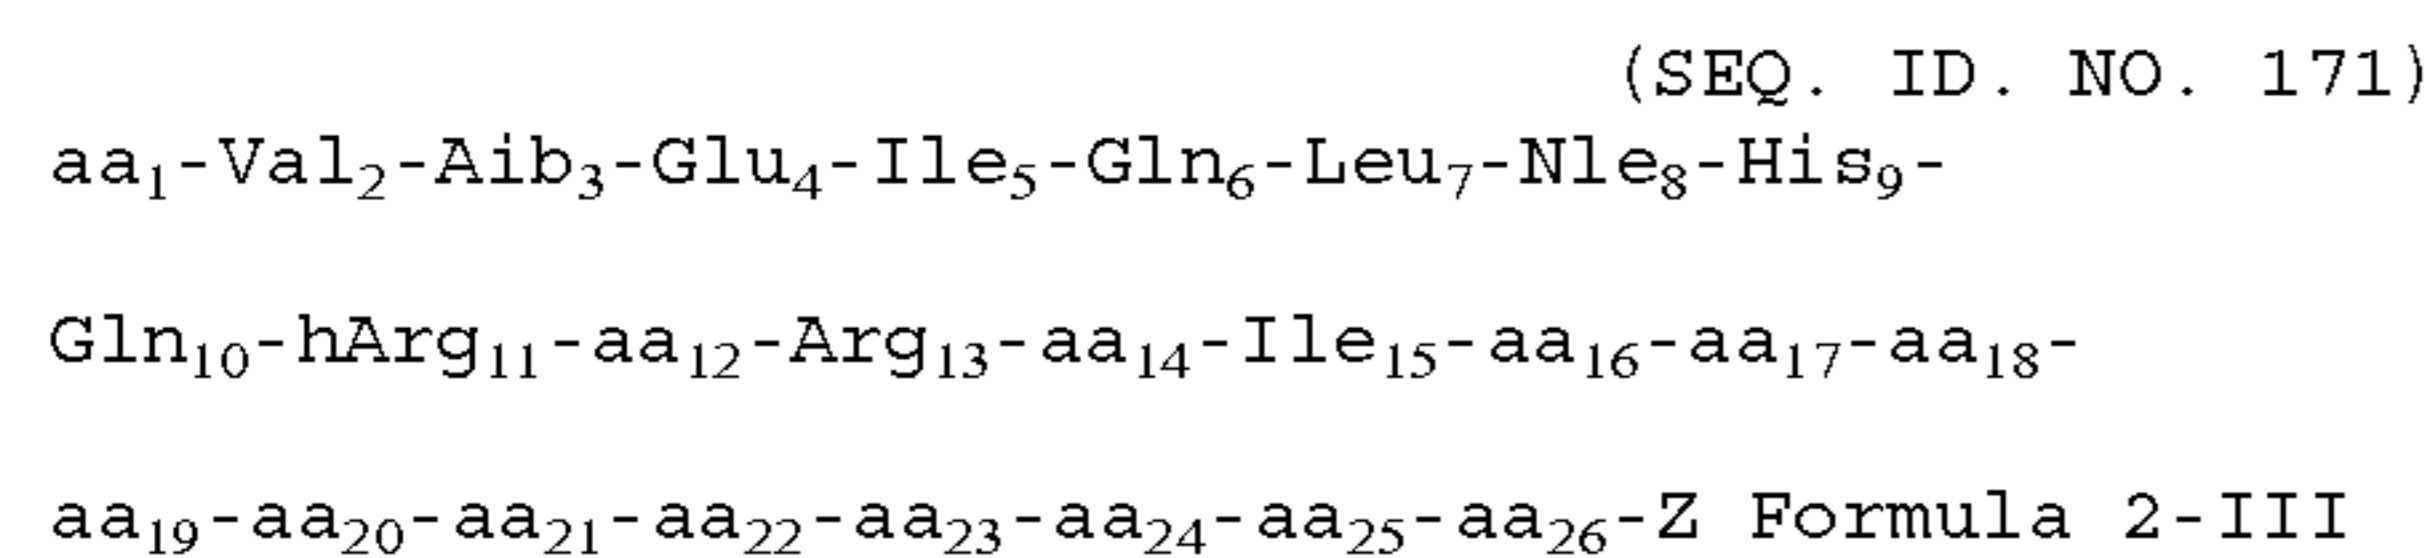 (SEQ. ID. NO. 171)
aa₁-Val₂-Aib₃-Glu₄-Ile₅-Gln₆-Leu₇-Nle₈-His₉-
Gln₁₀-hArg₁₁-aa₁₂-Arg₁₃-aa₁₄-Ile₁₅-aa₁₆-aa₁₇-aa₁₈-
aa₁₉-aa₂₀-aa₂₁-aa₂₂-aa₂₃-aa₂₄-aa₂₅-aa₂₆-Z Formula 2-III